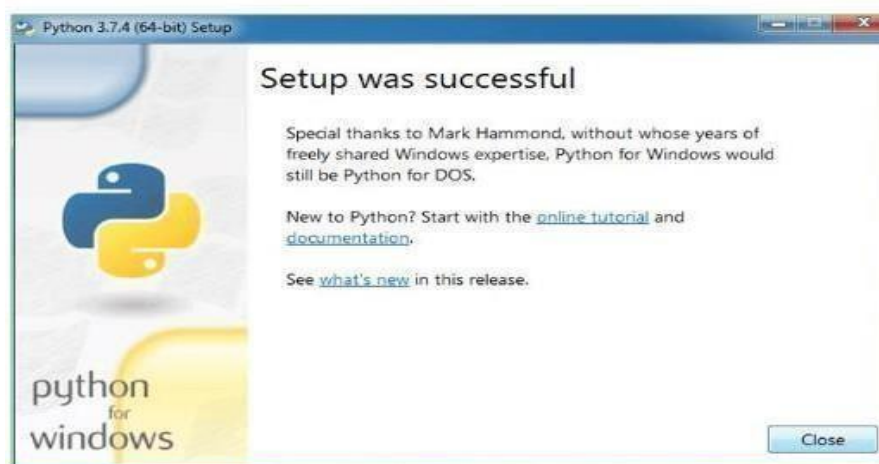 Python 3.7.4 (64-bit) Setup
Setup was successful
Special thanks to Mark Hammond, without whose years of
freely shared Windows expertise, Python for Windows would
still be Python for DOS.
New to Python? Start with the online tutorial and
documentation.
See what's new in this release.
python
for
windows
Close